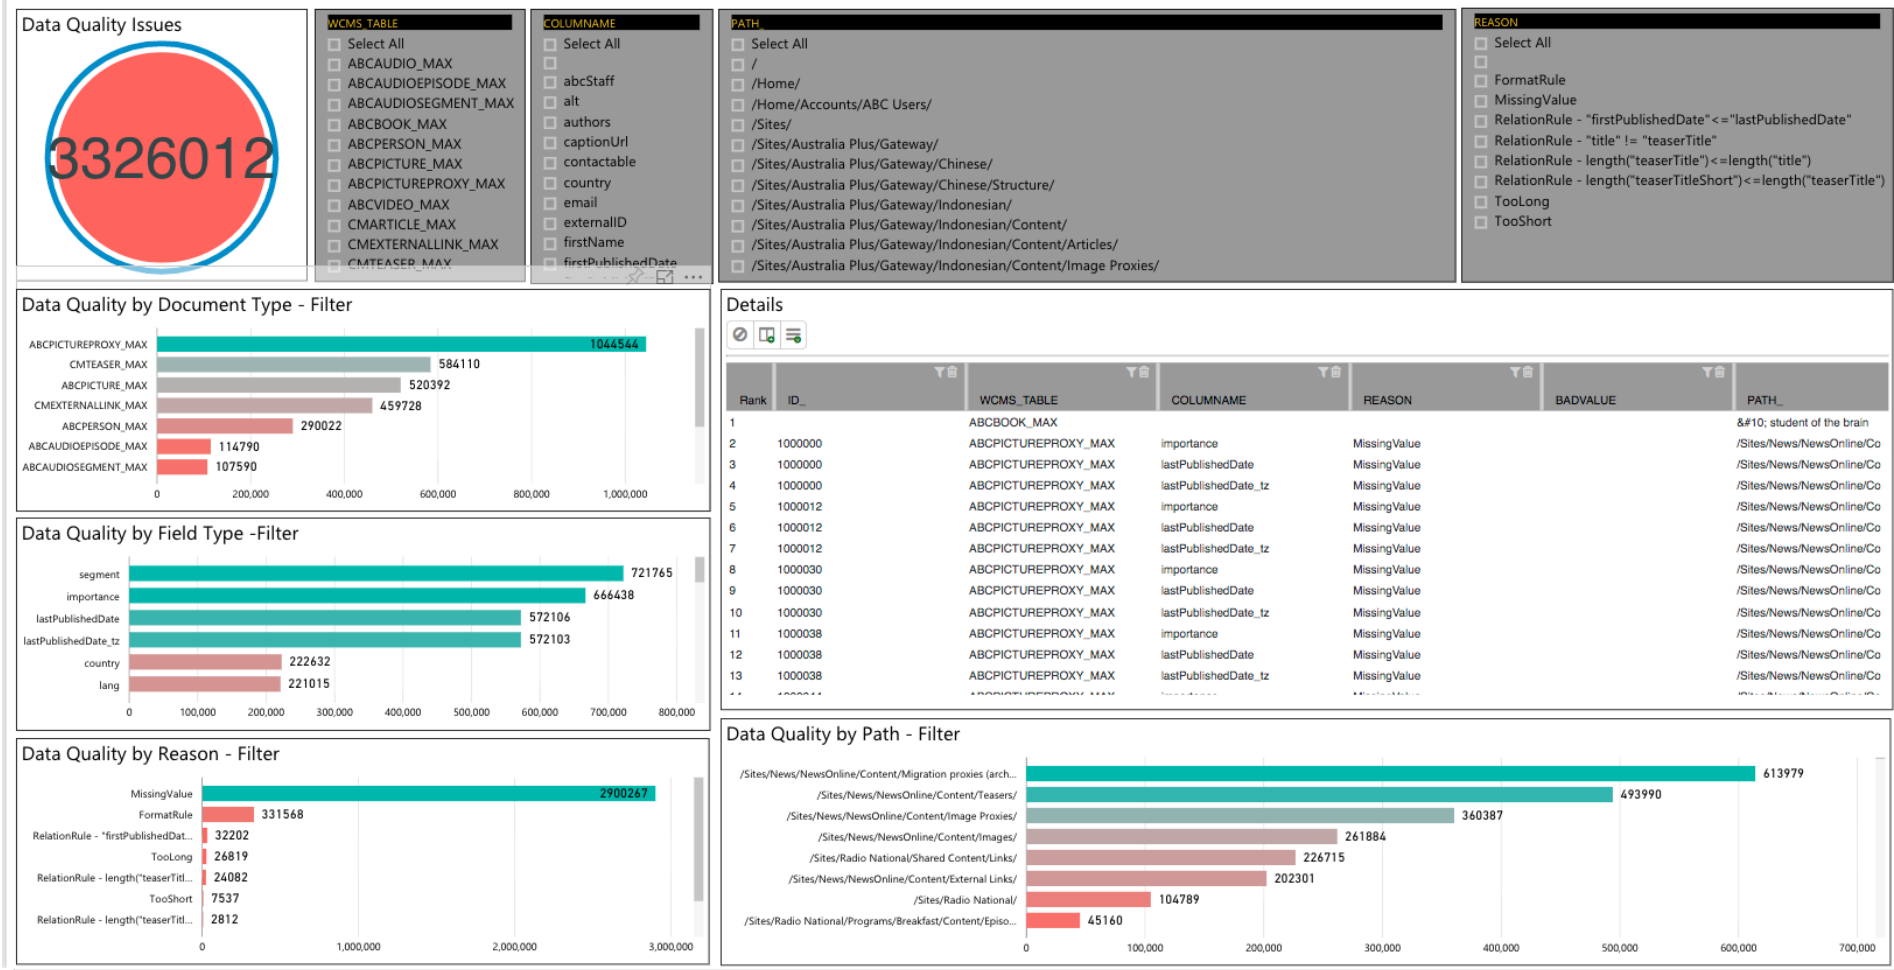 Data Quality Issues
3326012
WCMS_TABLE
Select All
ABCAUDIO_MAX
ABCAUDIOEPISODE_MAX
ABCAUDIOSEGMENT_MAX
ABCBOOK_MAX
ABCPERSON_MAX
ABCPICTURE_MAX
ABCPICTUREPROXY_MAX
ABCVIDEO_MAX
CMARTICLE_MAX
CMEXTERNALLINK_MAX
CMTEASER_MAX
COLUMNAME
Select All
abcStaff
alt
authors
captionUrl
contactable
country
email
externalID
firstName
firstPublishedDate
PATH_
Select All
/
/Home/
/Home/Accounts/ABC Users/
/Sites/
/Sites/Australia Plus/Gateway/
/Sites/Australia Plus/Gateway/Chinese/
/Sites/Australia Plus/Gateway/Chinese/Structure/
/Sites/Australia Plus/Gateway/Indonesian/
/Sites/Australia Plus/Gateway/Indonesian/Content/
/Sites/Australia Plus/Gateway/Indonesian/Content/Articles/
/Sites/Australia Plus/Gateway/Indonesian/Content/Image Proxies/
REASON
Select All
FormatRule
MissingValue
RelationRule - "firstPublishedDate"<="lastPublishedDate"
RelationRule - "title" != "teaserTitle"
RelationRule - length("teaserTitle")<=length("title")
RelationRule - length("teaserTitleShort")<=length("teaserTitle")
TooLong
TooShort
Data Quality by Document Type - Filter
ABCPICTUREPROXY_MAX 1044544
CMTEASER_MAX 584110
ABCPICTURE_MAX 520392
CMEXTERNALLINK_MAX 459728
ABCPERSON_MAX 290022
ABCAUDIOEPISODE_MAX 114790
ABCAUDIOSEGMENT_MAX 107590
0 200,000 400,000 600,000 800,000 1,000,000
Data Quality by Field Type -Filter
segment 721765
importance 666438
lastPublishedDate 572106
lastPublishedDate_tz 572103
country 222632
lang 221015
0 100,000 200,000 300,000 400,000 500,000 600,000 700,000 800,000
Data Quality by Reason - Filter
MissingValue 2900267
FormatRule 331568
RelationRule - "firstPublishedDat... 32202
TooLong 26819
RelationRule - length("teaserTitl... 24082
TooShort 7537
RelationRule - length("teaserTitl... 2812
0 1,000,000 2,000,000 3,000,000
Details
Rank ID_ WCMS_TABLE COLUMNAME REASON BADVALUE PATH_
1 ABCBOOK_MAX &#10; student of the brain
2 1000000 ABCPICTUREPROXY_MAX importance MissingValue /Sites/News/NewsOnline/Co
3 1000000 ABCPICTUREPROXY_MAX lastPublishedDate MissingValue /Sites/News/NewsOnline/Co
4 1000000 ABCPICTUREPROXY_MAX lastPublishedDate_tz MissingValue /Sites/News/NewsOnline/Co
5 1000012 ABCPICTUREPROXY_MAX importance MissingValue /Sites/News/NewsOnline/Co
6 1000012 ABCPICTUREPROXY_MAX lastPublishedDate MissingValue /Sites/News/NewsOnline/Co
7 1000012 ABCPICTUREPROXY_MAX lastPublishedDate_tz MissingValue /Sites/News/NewsOnline/Co
8 1000030 ABCPICTUREPROXY_MAX importance MissingValue /Sites/News/NewsOnline/Co
9 1000030 ABCPICTUREPROXY_MAX lastPublishedDate MissingValue /Sites/News/NewsOnline/Co
10 1000030 ABCPICTUREPROXY_MAX lastPublishedDate_tz MissingValue /Sites/News/NewsOnline/Co
11 1000038 ABCPICTUREPROXY_MAX importance MissingValue /Sites/News/NewsOnline/Co
12 1000038 ABCPICTUREPROXY_MAX lastPublishedDate MissingValue /Sites/News/NewsOnline/Co
13 1000038 ABCPICTUREPROXY_MAX lastPublishedDate_tz MissingValue /Sites/News/NewsOnline/Co
Data Quality by Path - Filter
/Sites/News/NewsOnline/Content/Migration proxies (arch... 613979
/Sites/News/NewsOnline/Content/Teasers/ 493990
/Sites/News/NewsOnline/Content/Image Proxies/ 360387
/Sites/News/NewsOnline/Content/Images/ 261884
/Sites/Radio National/Shared Content/Links/ 226715
/Sites/News/NewsOnline/Content/External Links/ 202301
/Sites/Radio National/ 104789
/Sites/Radio National/Programs/Breakfast/Content/Episo... 45160
0 100,000 200,000 300,000 400,000 500,000 600,000 700,000